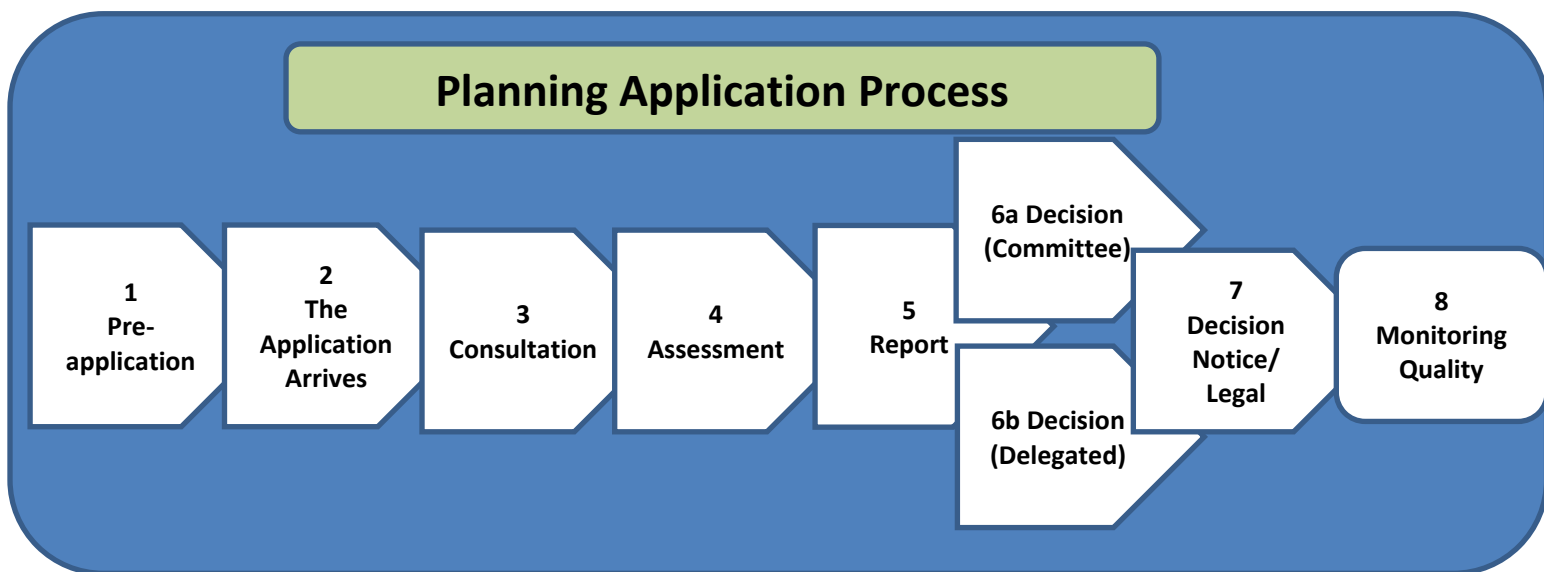 Planning Application Process
1
Pre-
application
2
The
Application
Arrives
3
Consultation
4
Assessment
5
Report
6a Decision
(Committee)
6b Decision
(Delegated)
7
Decision
Notice/
Legal
8
Monitoring
Quality